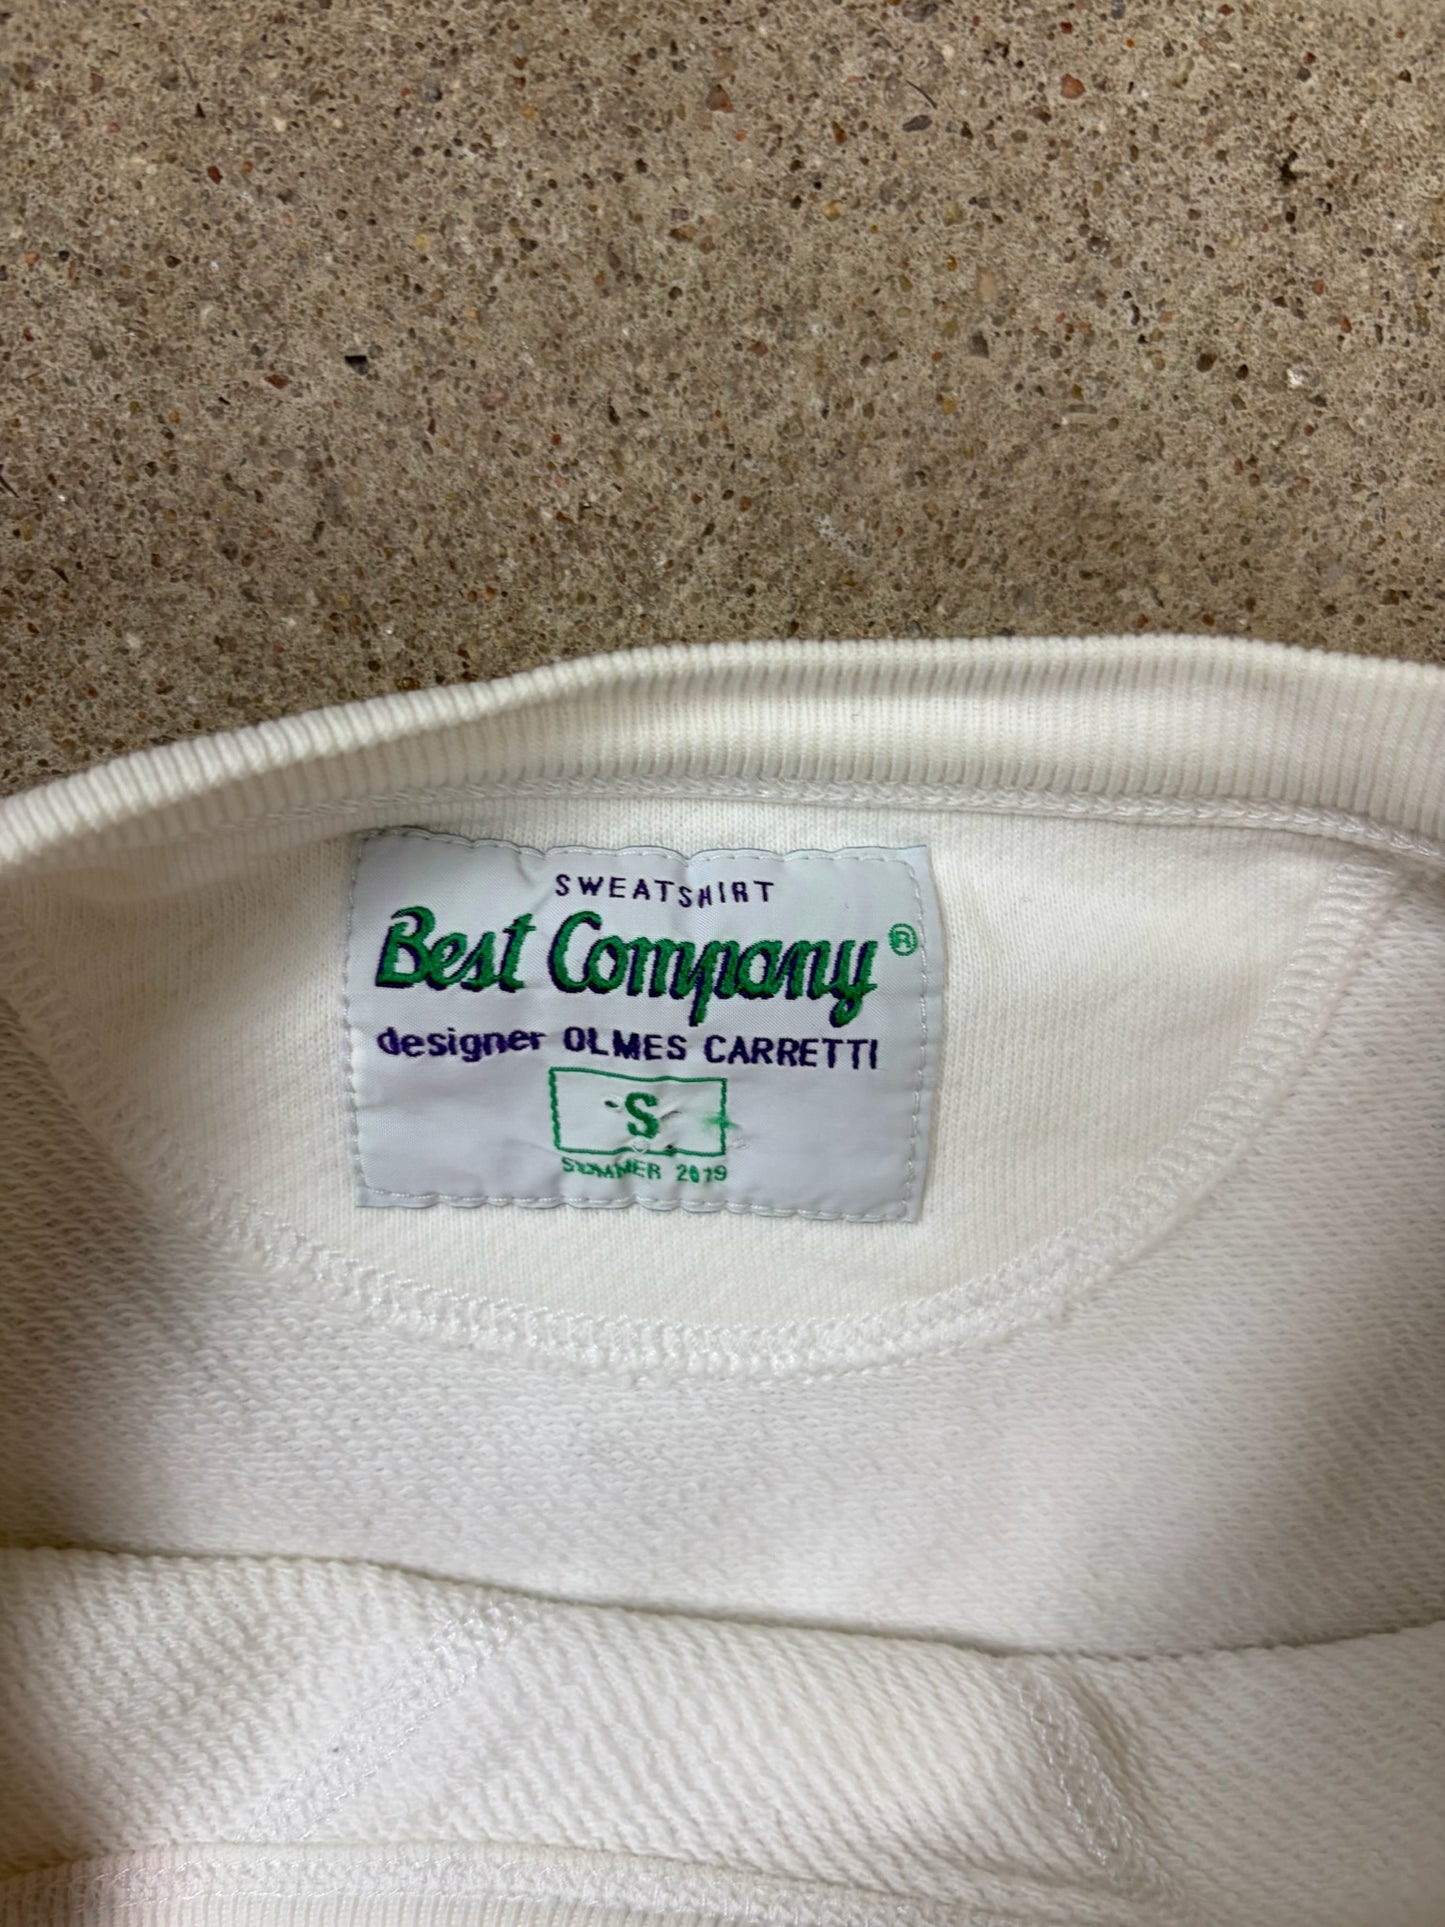 SWEATSHIRT
Best Company®
designer OLMES CARRETTI
S
SUMMER 2019